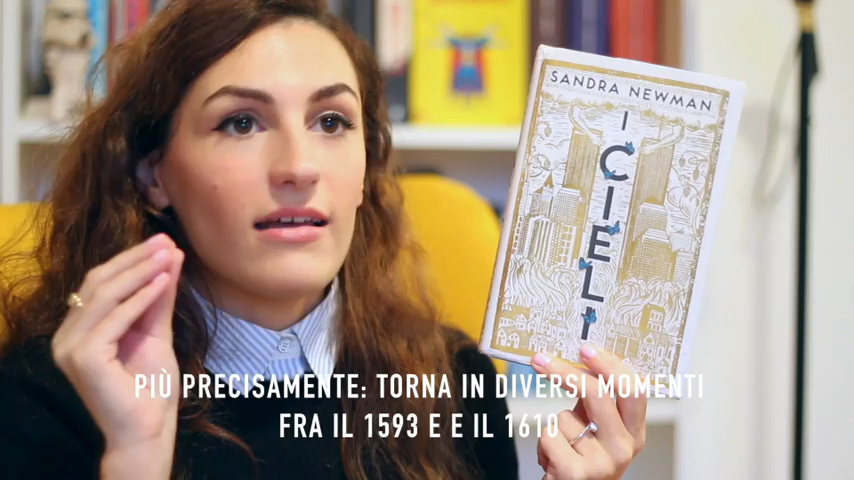 SANDRA NEWMAN
I CIELI
PIÙ PRECISAMENTE: TORNA IN DIVERSI MOMENTI
FRA IL 1593 E E IL 1610